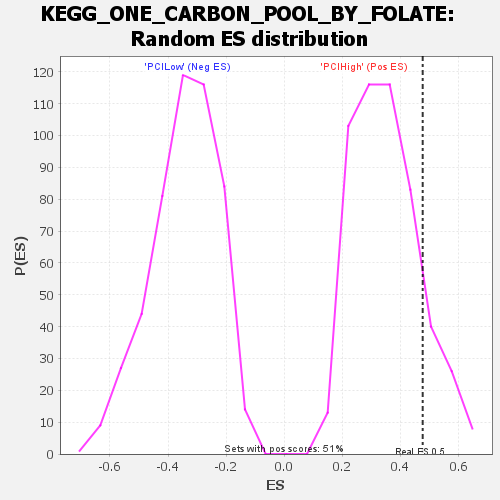 KEGG_ONE_CARBON_POOL_BY_FOLATE:
Random ES distribution
'PCILow' (Neg ES) 'PCIHigh' (Pos ES)
120
110
100
90
80
70
60
50
40
30
20
10
0
P(ES)
Sets with pos scores: 51% Real ES 0.5
-0.6 -0.4 -0.2 0.0 0.2 0.4 0.6
ES